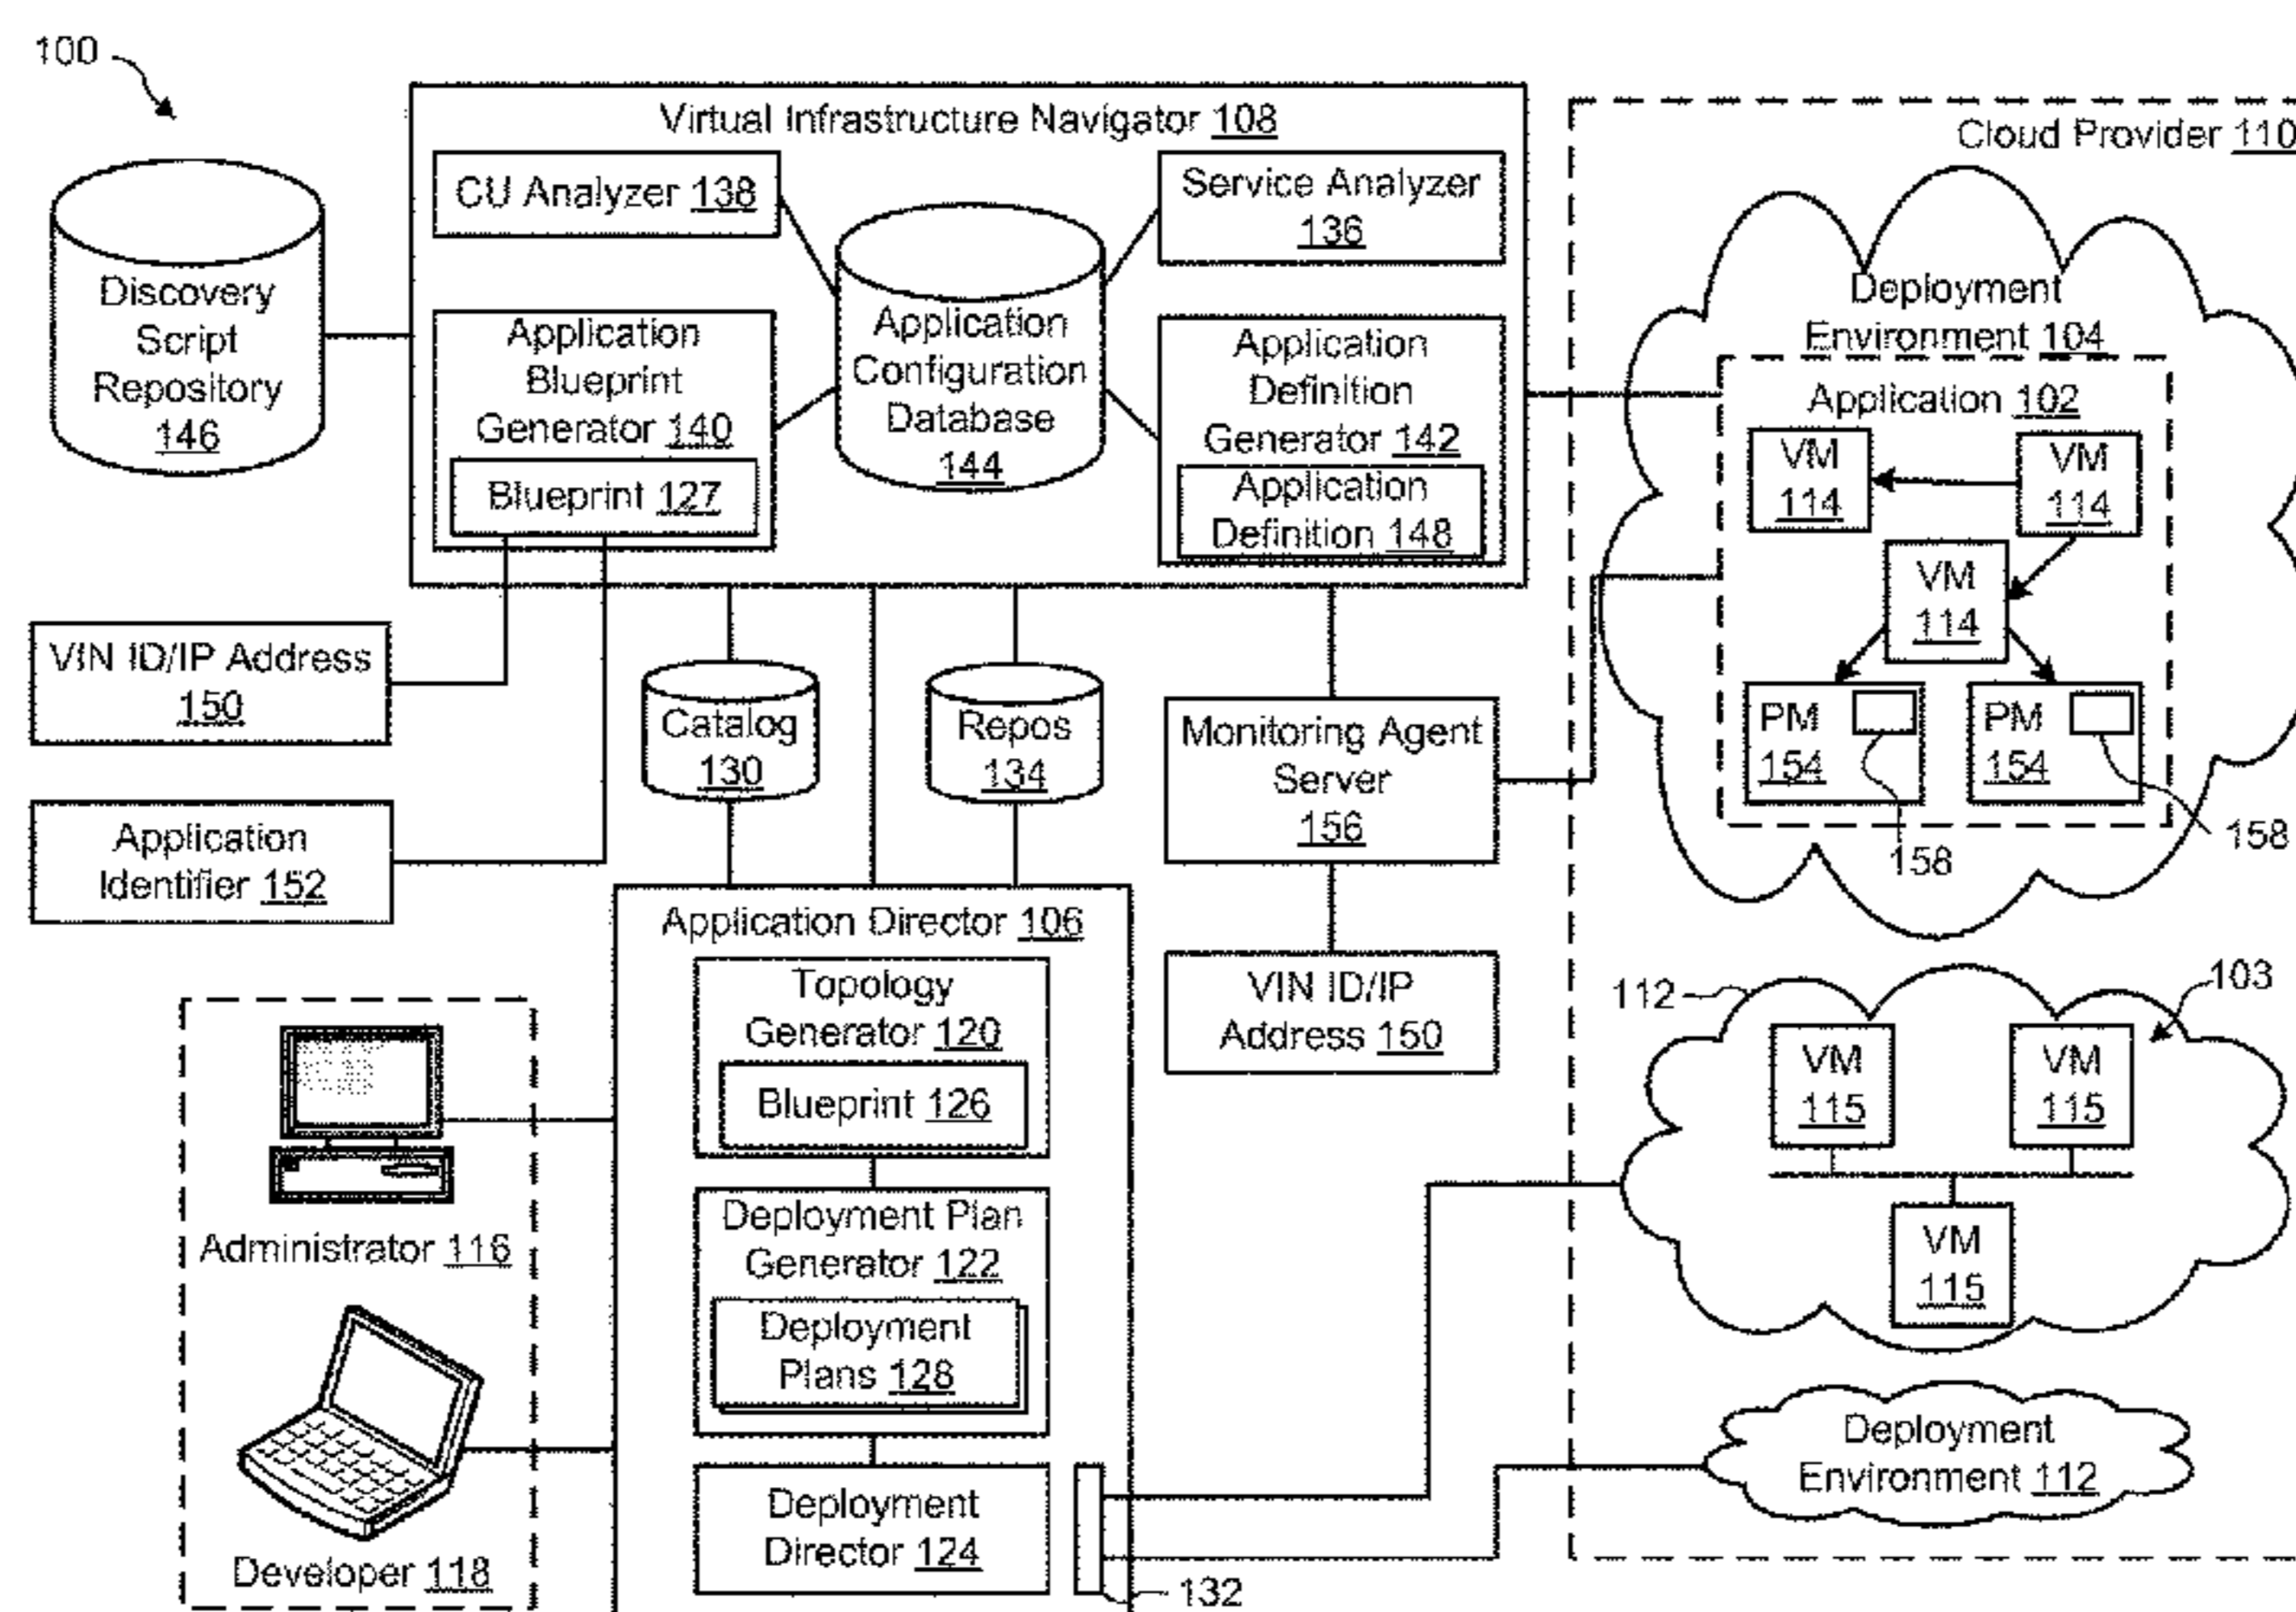 100
Virtual Infrastructure Navigator 108
Cloud Provider 110
CU Analyzer 138
Service Analyzer
136
Discovery
Script
Repository
146
Application
Blueprint
Generator 140
Blueprint 127
Application
Configuration
Database
144
Application
Definition
Generator 142
Application
Definition 148
Deployment
Environment 104
Application 102
VM
114
VM
114
VM
114
PM
154
PM
154
158
158
VIN ID/IP Address
150
Catalog
130
Repos
134
Monitoring Agent
Server
156
Application
Identifier 152
Application Director 106
Topology
Generator 120
Blueprint 126
VIN ID/IP
Address 150
112
103
VM
115
VM
115
VM
115
Administrator 116
Deployment Plan
Generator 122
Deployment
Plans 128
Deployment
Environment 112
Deployment
Director 124
Developer 118
132